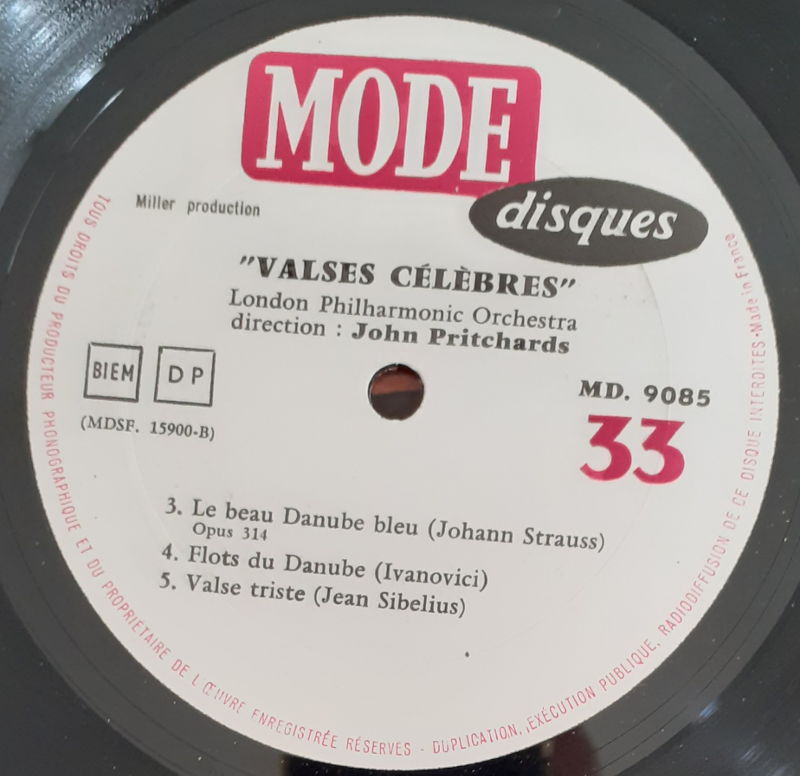 MODE
disques
Miller production
"VALSES CÉLÈBRES"
London Philharmonic Orchestra
direction : John Pritchards
BIEM
DP
(MDSF. 15900-B)
MD. 9085
33
3. Le beau Danube bleu (Johann Strauss)
Opus 314
4. Flots du Danube (Ivanovici)
5. Valse triste (Jean Sibelius)
TOUS DROITS DU PRODUCTEUR PHONOGRAPHIQUE ET DU PROPRIÉTAIRE DE L'ŒUVRE ENREGISTRÉE RÉSERVES - DUPLICATION, EXÉCUTION PUBLIQUE, RADIODIFFUSION DE CE DISQUE INTERDITES - Made in France